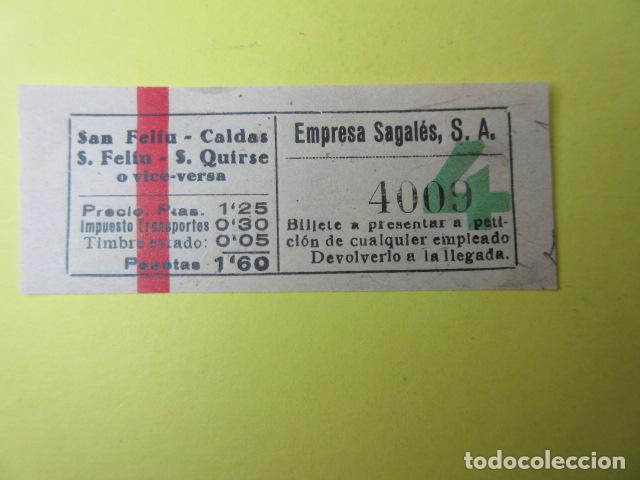 San Feliu - Caldas
S. Feliu - S. Quirse
o vice-versa
Precio: Ptas. 1'25
Impuesto Transportes 0'30
Timbre estado: 0'05
Pesetas 1'60
Empresa Sagalés, S. A.
4
4009
Billete a presentar a peti-
ción de cualquier empleado
Devolverlo a la llegada.
todocoleccion.net